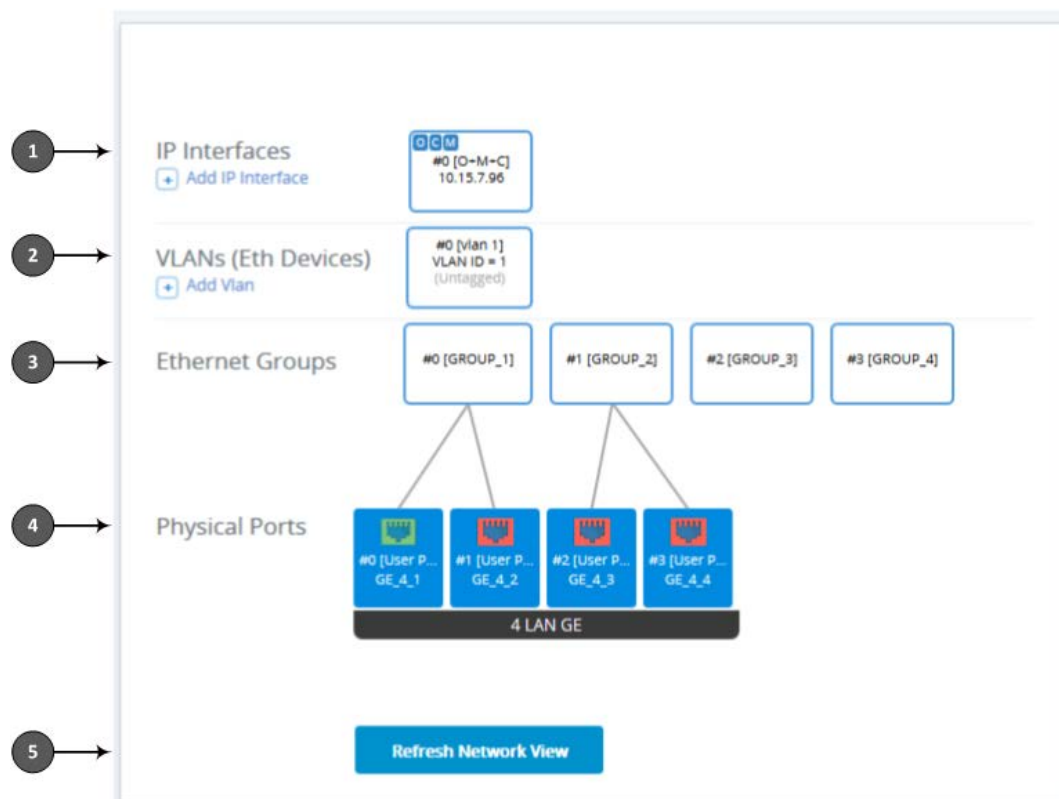 1
IP Interfaces
+ Add IP Interface
O C M
#0 [O+M+C]
10.15.7.96
2
VLANs (Eth Devices)
+ Add Vlan
#0 [vlan 1]
VLAN ID = 1
(Untagged)
3
Ethernet Groups
#0 [GROUP_1]
#1 [GROUP_2]
#2 [GROUP_3]
#3 [GROUP_4]
4
Physical Ports
#0 [User P...
GE_4_1
#1 [User P...
GE_4_2
#2 [User P...
GE_4_3
#3 [User P...
GE_4_4
4 LAN GE
5
Refresh Network View